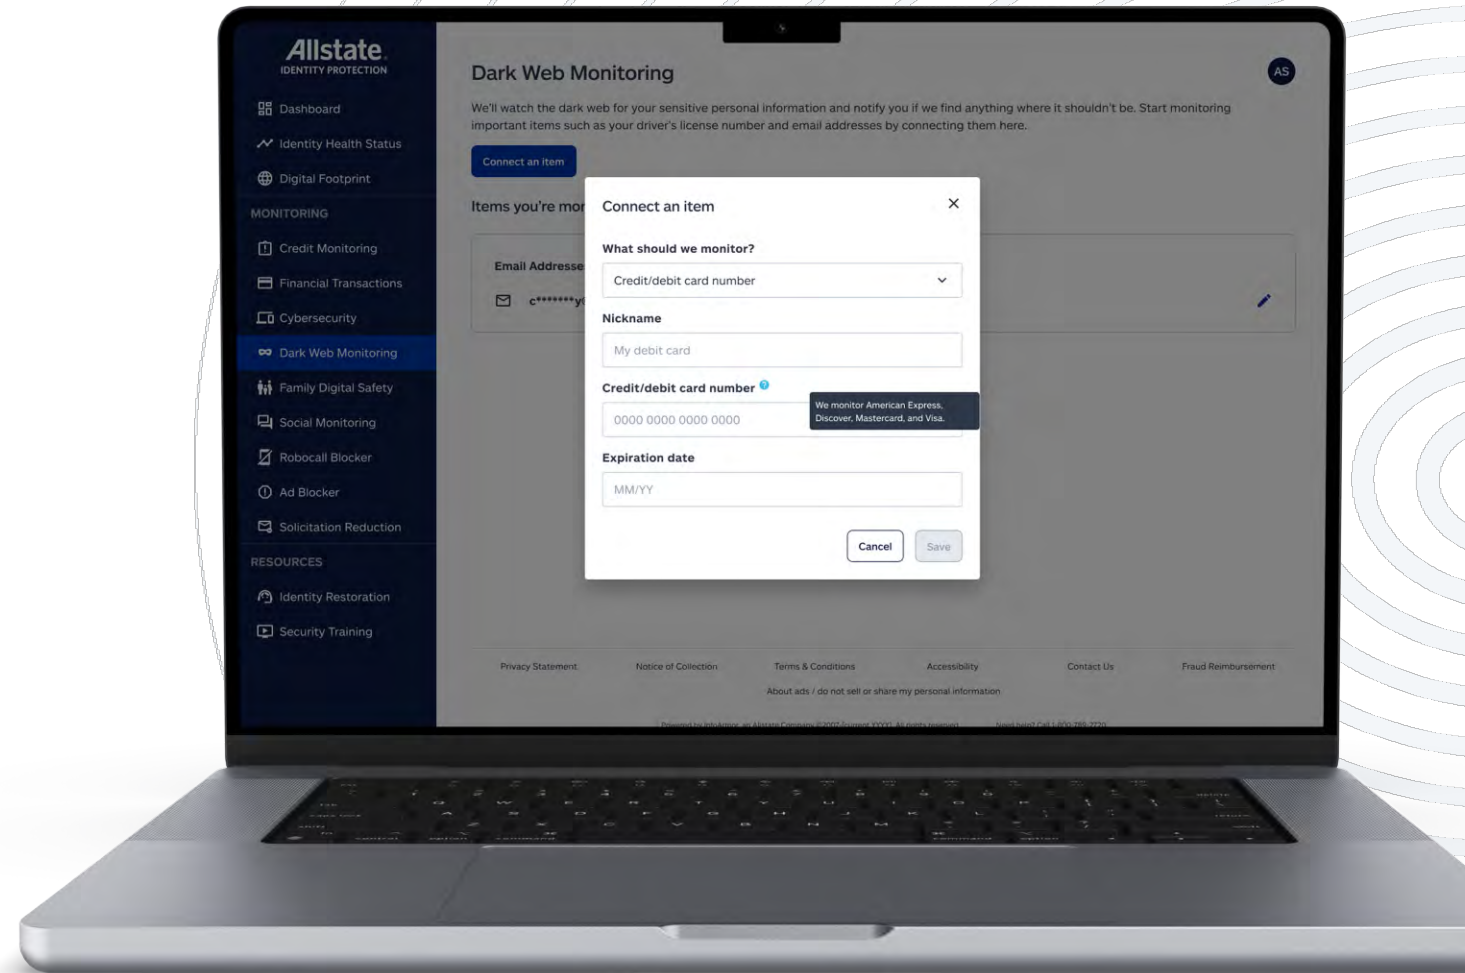 Allstate
IDENTITY PROTECTION
Dashboard
Identity Health Status
Digital Footprint
MONITORING
Credit Monitoring
Financial Transactions
Cybersecurity
Dark Web Monitoring
Family Digital Safety
Social Monitoring
Robocall Blocker
Ad Blocker
Solicitation Reduction
RESOURCES
Identity Restoration
Security Training
Dark Web Monitoring
AS
We'll watch the dark web for your sensitive personal information and notify you if we find anything where it shouldn't be. Start monitoring
important items such as your driver's license number and email addresses by connecting them here.
Connect an item
Items you're mor
Email Addresse
c*******y@
Connect an item
What should we monitor?
Credit/debit card number
Nickname
My debit card
Credit/debit card number
We monitor American Express,
Discover, Mastercard, and Visa.
0000 0000 0000 0000
Expiration date
MM/YY
Cancel Save
Privacy Statement Notice of Collection Terms & Conditions Accessibility Contact Us Fraud Reimbursement
About ads / do not sell or share my personal information